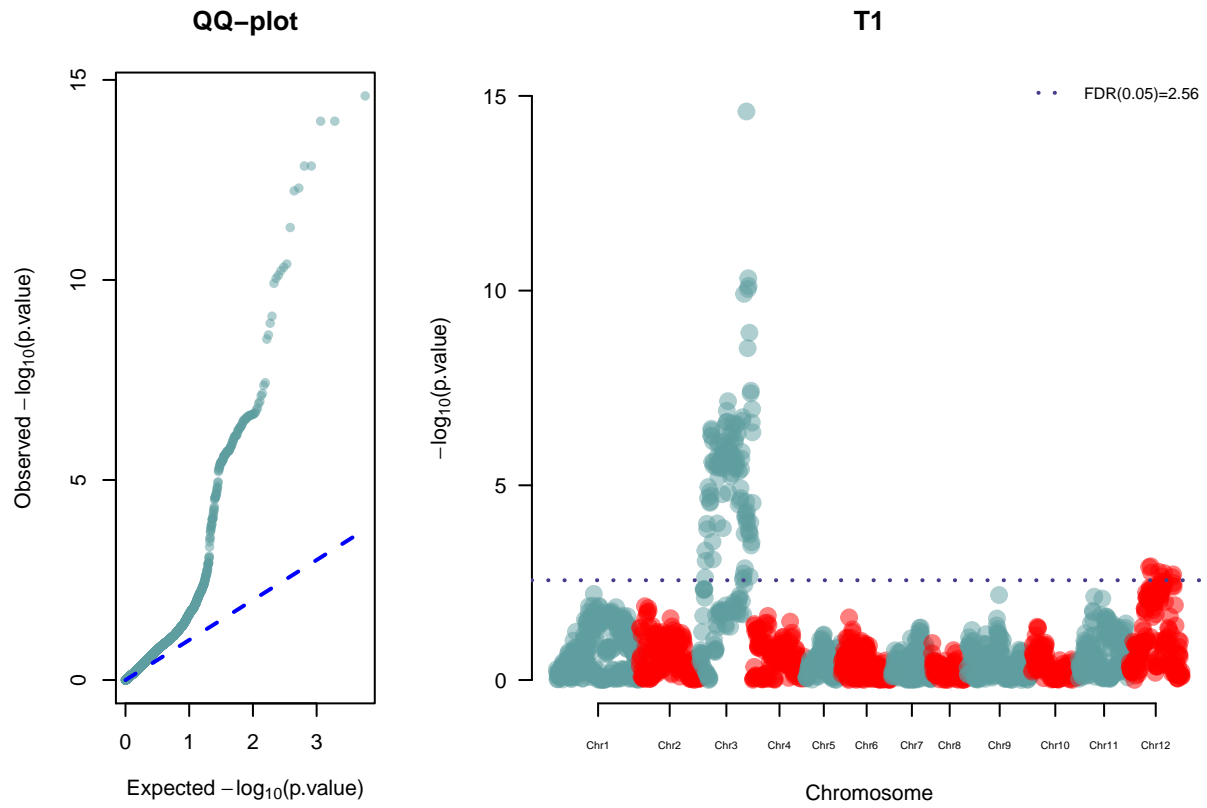 QQ−plot
Observed −log10(p.value)
15
10
5
0
0 1 2 3
Expected −log10(p.value)
T1
FDR(0.05)=2.56
−log10(p.value)
15
10
5
0
Chr1 Chr2 Chr3 Chr4 Chr5 Chr6 Chr7 Chr8 Chr9 Chr10 Chr11 Chr12
Chromosome